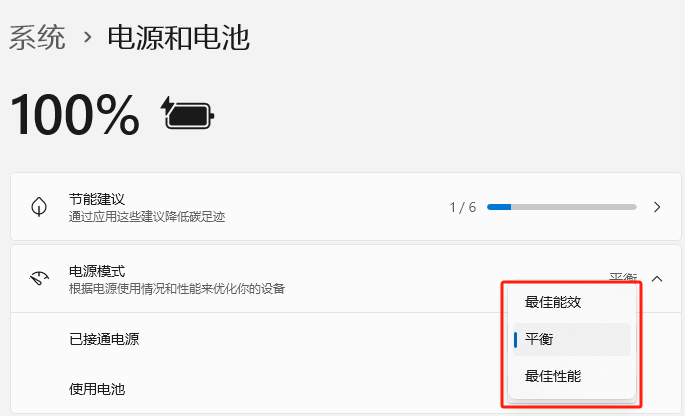 系统 > 电源和电池
100%
节能建议
通过应用这些建议降低碳足迹
1 / 6
电源模式
根据电源使用情况和性能来优化你的设备
平衡
最佳能效
已接通电源
平衡
最佳性能
使用电池